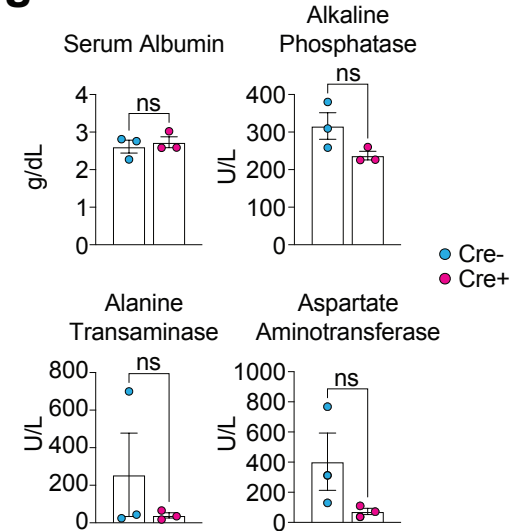 Serum Albumin
Alkaline
Phosphatase
ns
ns
g/dL
4
3
2
1
0
U/L
400
300
200
100
0
Cre-
Cre+
Alanine
Transaminase
Aspartate
Aminotransferase
ns
ns
U/L
800
600
400
200
0
U/L
1000
800
600
400
200
0